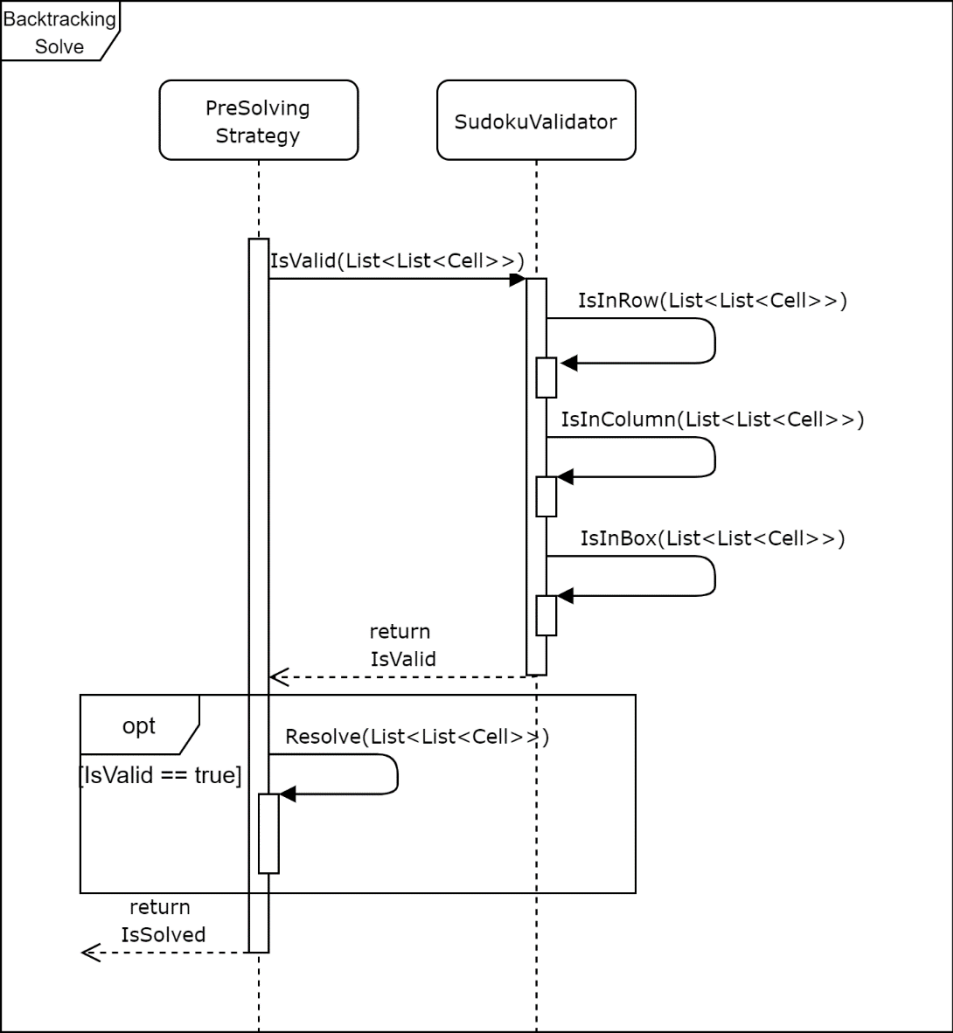 Backtracking
Solve
PreSolving
Strategy
SudokuValidator
IsValid(List<List<Cell>>)
IsInRow(List<List<Cell>>)
IsInColumn(List<List<Cell>>)
IsInBox(List<List<Cell>>)
return
IsValid
opt
Resolve(List<List<Cell>>)
[IsValid == true]
return
IsSolved